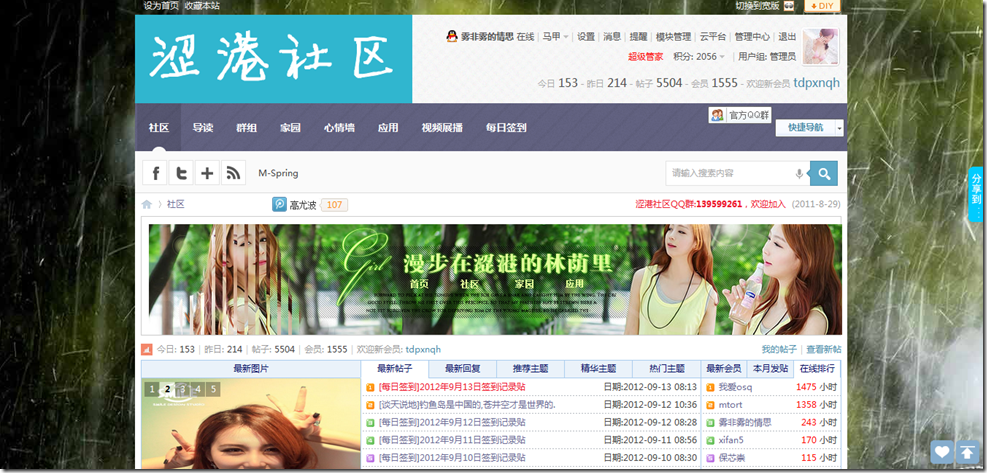 设为首页 收藏本站
切换到宽版
DIY
涩港社区
雾非雾的情思 在线 | 马甲 | 设置 | 消息 | 提醒 | 模块管理 | 云平台 | 管理中心 | 退出
超级管家 积分: 2056 | 用户组: 管理员
今日 153 - 昨日 214 - 帖子 5504 - 会员 1555 - 欢迎新会员 tdpxnqh
社区 导读 群组 家园 心情墙 应用 视频展播 每日签到
官方QQ群
快捷导航
M-Spring
请输入搜索内容
分享到:
社区
高尤波 107
涩港社区QQ群:139599261，欢迎加入 (2011-8-29)
Girl
漫步在涩港的林荫里
首页 社区 家园 应用
今日: 153 | 昨日: 214 | 帖子: 5504 | 会员: 1555 | 欢迎新会员: tdpxnqh
我的帖子 | 查看新帖
最新图片 最新帖子 最新回复 推荐主题 精华主题 热门主题 最新会员 本月发贴 在线排行
1 2 3 4 5
1 [每日签到]2012年9月13日签到记录贴 日期:2012-09-13 08:13
2 [谈天说地]钓鱼岛是中国的,苍井空才是世界的. 日期:2012-09-12 10:36
3 [每日签到]2012年9月12日签到记录贴 日期:2012-09-12 08:28
4 [每日签到]2012年9月11日签到记录贴 日期:2012-09-11 08:56
5 [每日签到]2012年9月10日签到记录贴 日期:2012-09-10 08:30
1 我爱osq 1475 小时
2 mtort 1358 小时
3 雾非雾的情思 243 小时
4 xifan5 170 小时
5 保芯祟 115 小时